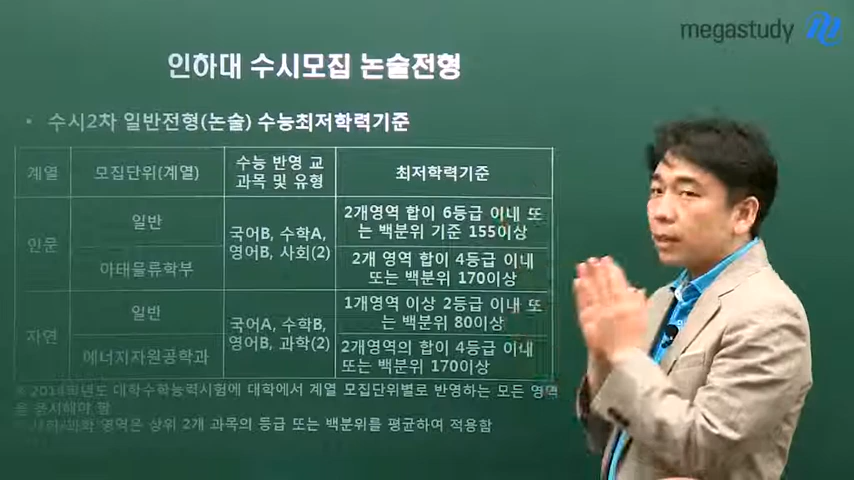 megastudy
인하대 수시모집 논술전형
• 수시2차 일반전형(논술) 수능최저학력기준
계열
모집단위(계열)
수능 반영 교
과목 및 유형
최저학력기준
인문
일반
국어B, 수학A,
영어B, 사회(2)
2개영역 합이 6등급 이내 또
는 백분위 기준 155이상
아태물류학부
2개 영역 합이 4등급 이내
또는 백분위 170이상
자연
일반
국어A, 수학B,
영어B, 과학(2)
1개영역 이상 2등급 이내 또
는 백분위 80이상
에너지자원공학과
2개영역의 합이 4등급 이내
또는 백분위 170이상
대학수학능력시험에 대학에서 계열 모집단위별로 반영하는 모든 영역
을 응시해야 함
영역은 상위 2개 과목의 등급 또는 백분위를 평균하여 적용함